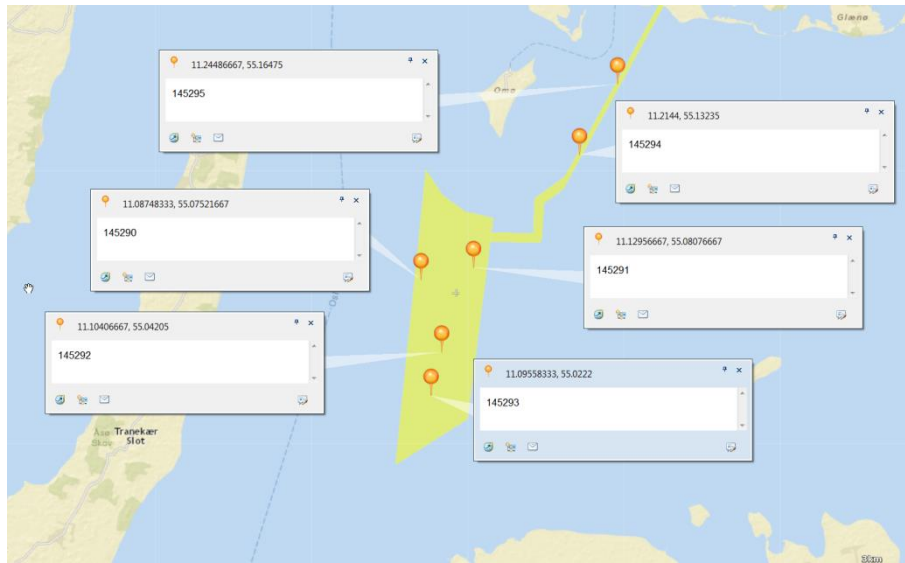 Glænø
11.24486667, 55.16475
145295
Omø
11.2144, 55.13235
145294
11.08748333, 55.07521667
145290
11.12956667, 55.08076667
145291
11.10406667, 55.04205
145292
11.09558333, 55.0222
145293
Tranekær
Slot
3km